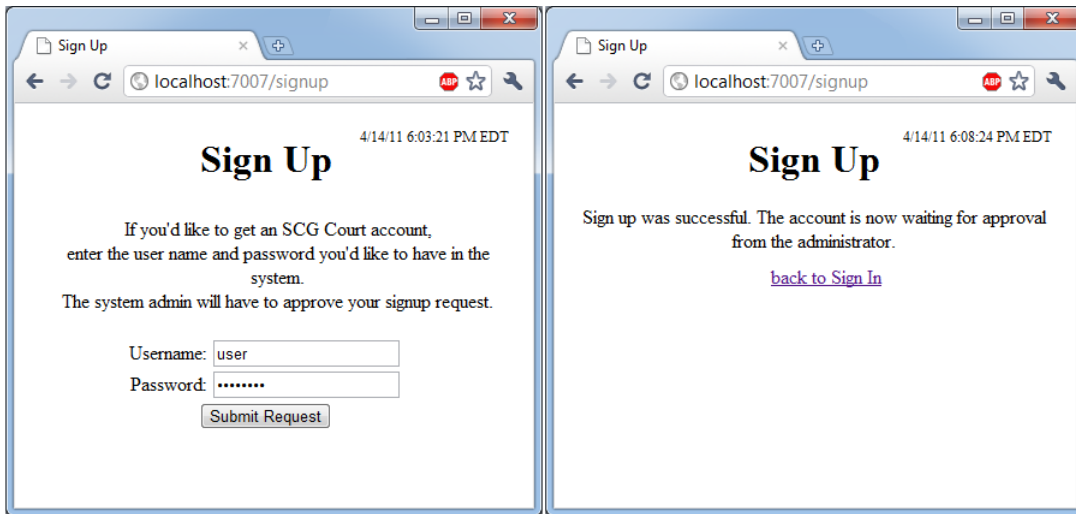 Sign Up
localhost:7007/signup
ABP
4/14/11 6:03:21 PM EDT
Sign Up
If you'd like to get an SCG Court account,
enter the user name and password you'd like to have in the
system.
The system admin will have to approve your signup request.
Username: user
Password: ••••••••
Submit Request
Sign Up
localhost:7007/signup
ABP
4/14/11 6:08:24 PM EDT
Sign Up
Sign up was successful. The account is now waiting for approval
from the administrator.
back to Sign In